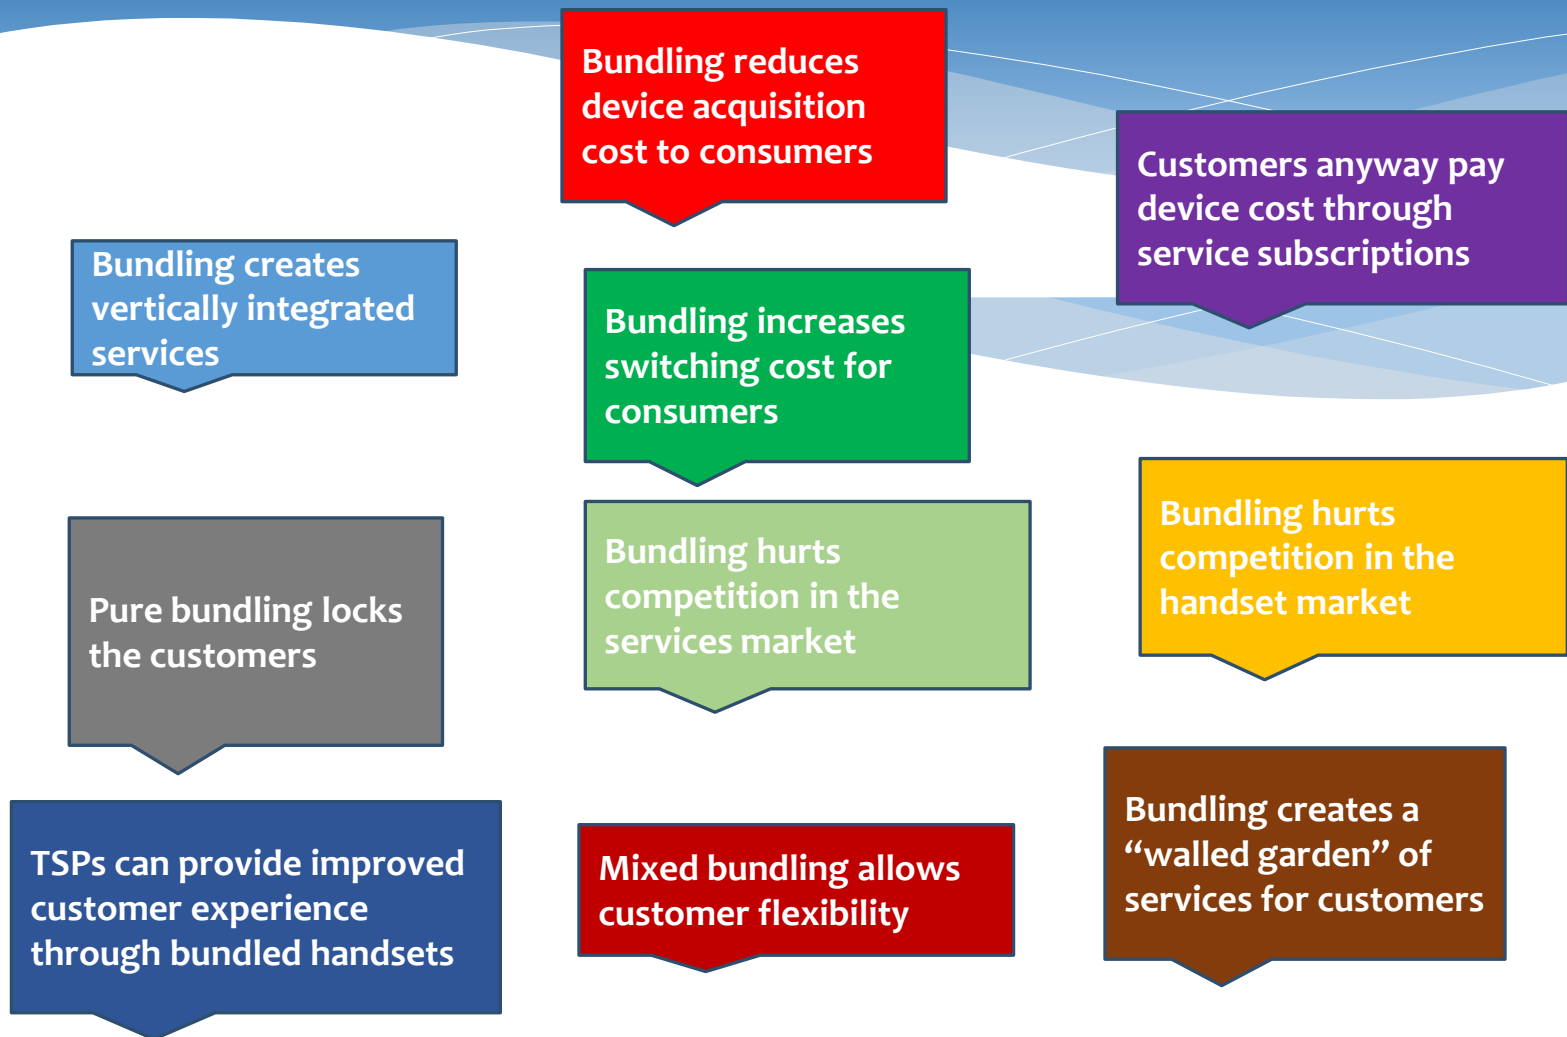 Bundling reduces
device acquisition
cost to consumers
Customers anyway pay
device cost through
service subscriptions
Bundling creates
vertically integrated
services
Bundling increases
switching cost for
consumers
Bundling hurts
competition in the
handset market
Pure bundling locks
the customers
Bundling hurts
competition in the
services market
TSPs can provide improved
customer experience
through bundled handsets
Mixed bundling allows
customer flexibility
Bundling creates a
“walled garden” of
services for customers